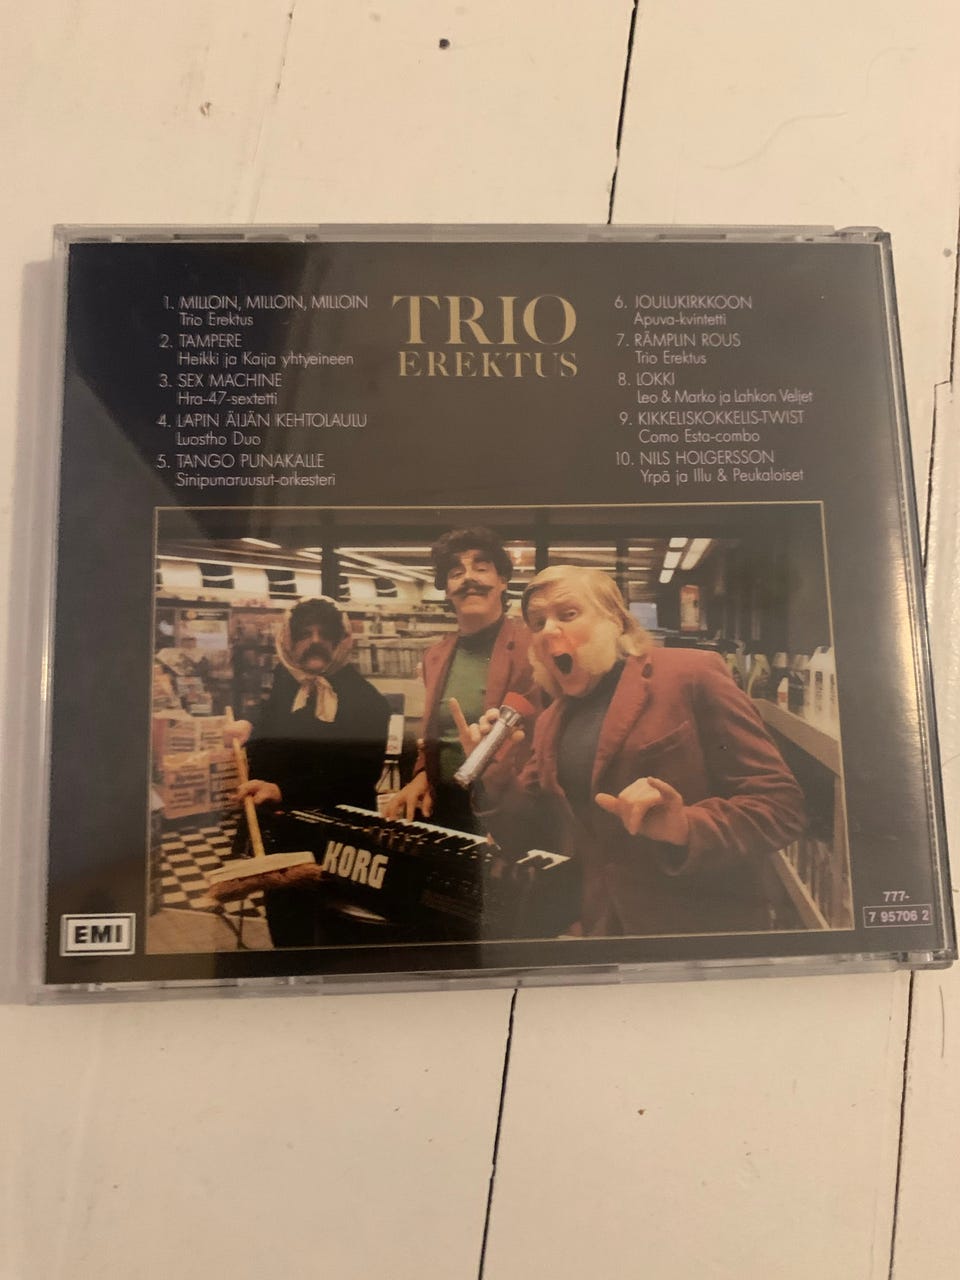 TRIO
EREKTUS
1. MILLOIN, MILLOIN, MILLOIN
Trio Erektus
2. TAMPERE
Heikki ja Kaija yhtyeineen
3. SEX MACHINE
Hra-47-sextetti
4. LAPIN ÄIJÄN KEHTOLAULU
Luostho Duo
5. TANGO PUNAKALLE
Sinipunaruusut-orkesteri
6. JOULUKIRKKOON
Apuva-kvintetti
7. RÄMPLIN ROUS
Trio Erektus
8. LOKKI
Leo & Marko ja Lahkon Veljet
9. KIKKELISKOKKELIS-TWIST
Como Esta-combo
10. NILS HOLGERSSON
Yrpä ja Illu & Peukaloiset
KORG
EMI
777-
7 95706 2